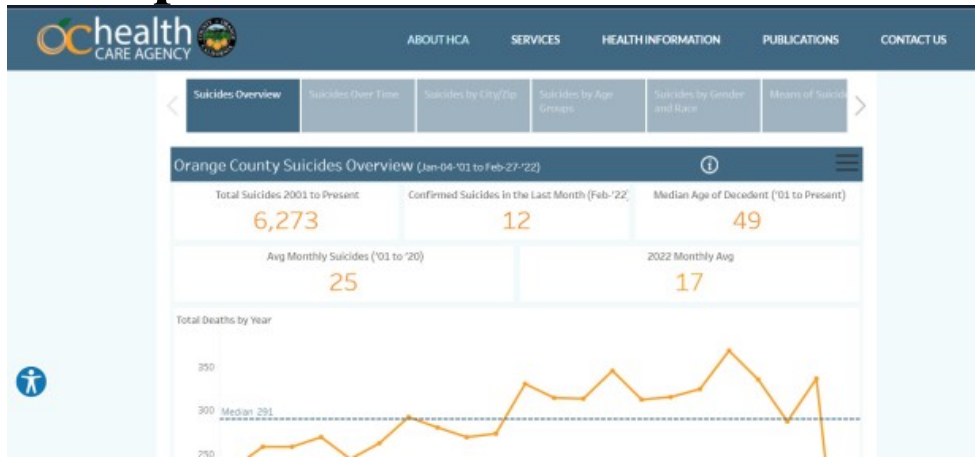 OC health
CARE AGENCY
ABOUT HCA SERVICES HEALTH INFORMATION PUBLICATIONS CONTACT US
Suicides Overview Suicides Over Time Suicides by City/Zip Suicides by Age Groups Suicides by Gender and Race Means of Suicide
Orange County Suicides Overview (Jan-04-'01 to Feb-27-'22)
Total Suicides 2001 to Present Confirmed Suicides in the Last Month (Feb-'22) Median Age of Decedent ('01 to Present)
6,273 12 49
Avg Monthly Suicides ('01 to '20) 2022 Monthly Avg
25 17
Total Deaths by Year
350
300 Median 291
250